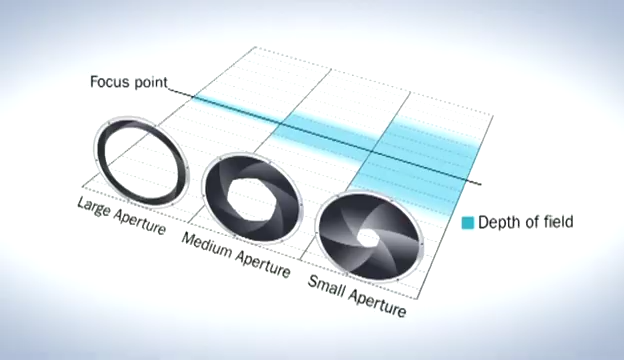 Focus point
Large Aperture
Medium Aperture
Small Aperture
Depth of field